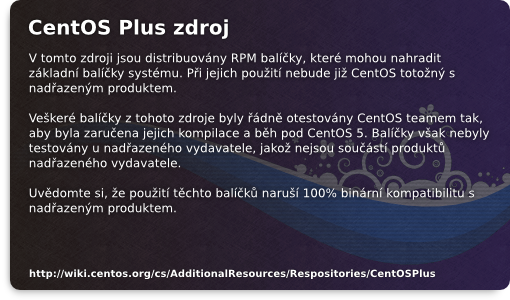 CentOS Plus zdroj
V tomto zdroji jsou distribuovány RPM balíčky, které mohou nahradit
základní balíčky systému. Při jejich použití nebude již CentOS totožný s
nadřazeným produktem.
Veškeré balíčky z tohoto zdroje byly řádně otestovány CentOS teamem tak,
aby byla zaručena jejich kompilace a běh pod CentOS 5. Balíčky však nebyly
testovány u nadřazeného vydavatele, jakož nejsou součástí produktů
nadřazeného vydavatele.
Uvědomte si, že použití těchto balíčků naruší 100% binární kompatibilitu s
nadřazeným produktem.
http://wiki.centos.org/cs/AdditionalResources/Respositories/CentOSPlus